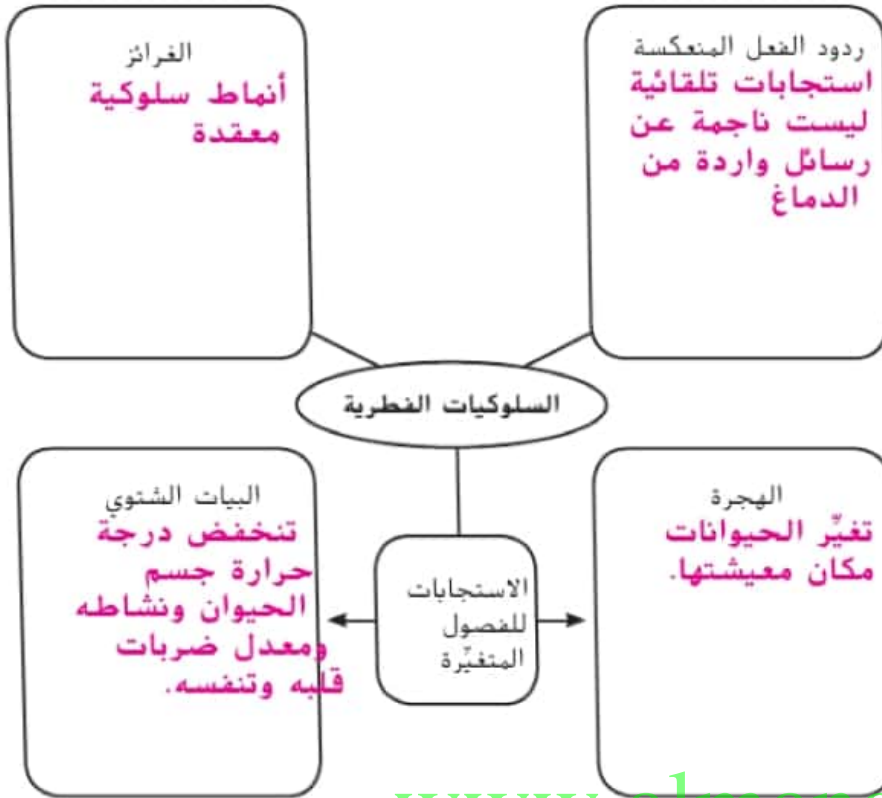 ردود الفعل المنعكسة
استجابات تلقائية
ليست ناجمة عن
رسائل واردة من
الدماغ
الغرائز
أنماط سلوكية
معقدة
السلوكيات الفطرية
الاستجابات
للفصول
المتغيِّرة
الهجرة
تغيِّر الحيوانات
مكان معيشتها.
البيات الشتوي
تنخفض درجة
حرارة جسم
الحيوان ونشاطه
ومعدل ضربات
قلبه وتنفسه.